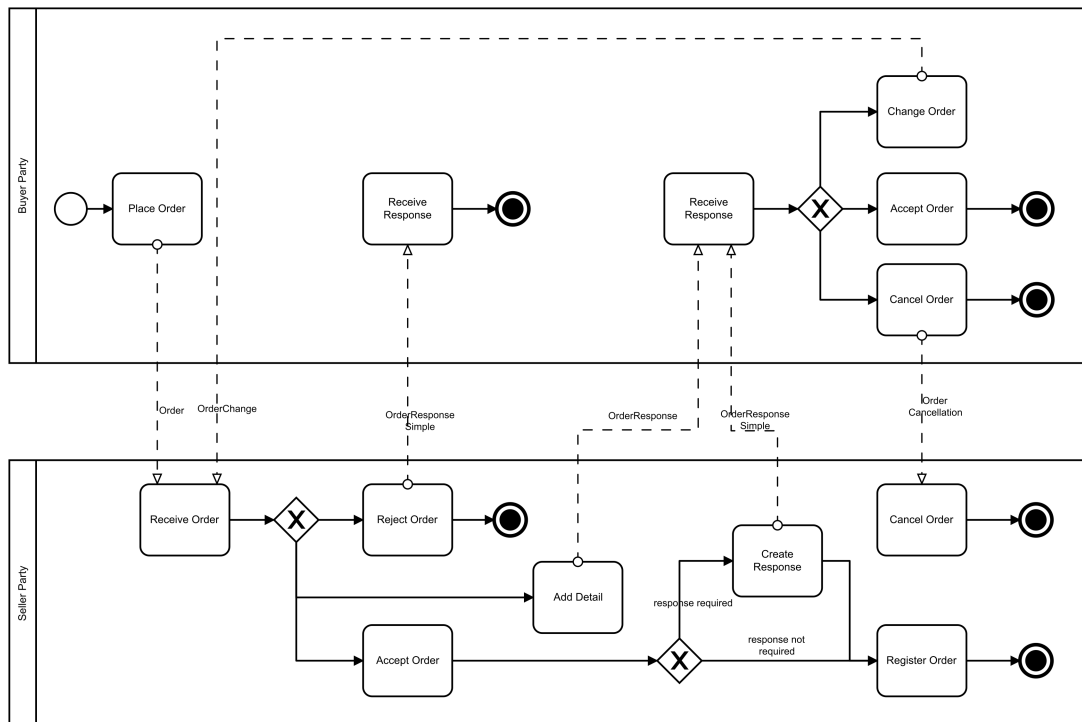 Buyer Party
Change Order
Place Order
Receive
Response
Receive
Response
Accept Order
Cancel Order
Order
OrderChange
OrderResponse
Simple
OrderResponse
OrderResponse
Simple
Order
Cancellation
Seller Party
Receive Order
Reject Order
Cancel Order
Create
Response
Add Detail
response required
response not
required
Accept Order
Register Order